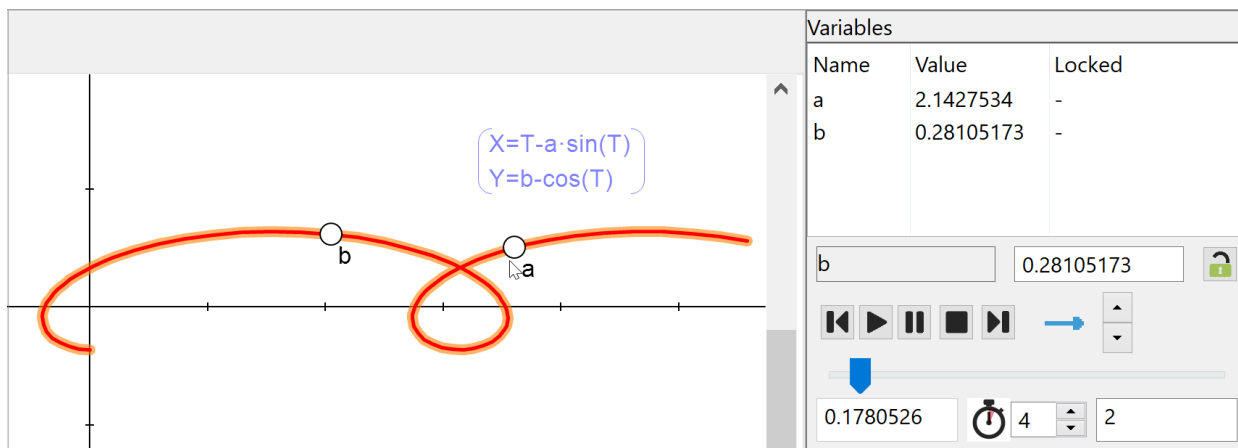 Variables
Name Value Locked
a 2.1427534 -
b 0.28105173 -
X=T-a·sin(T)
Y=b-cos(T)
b
a
b 0.28105173
0.1780526 4 2